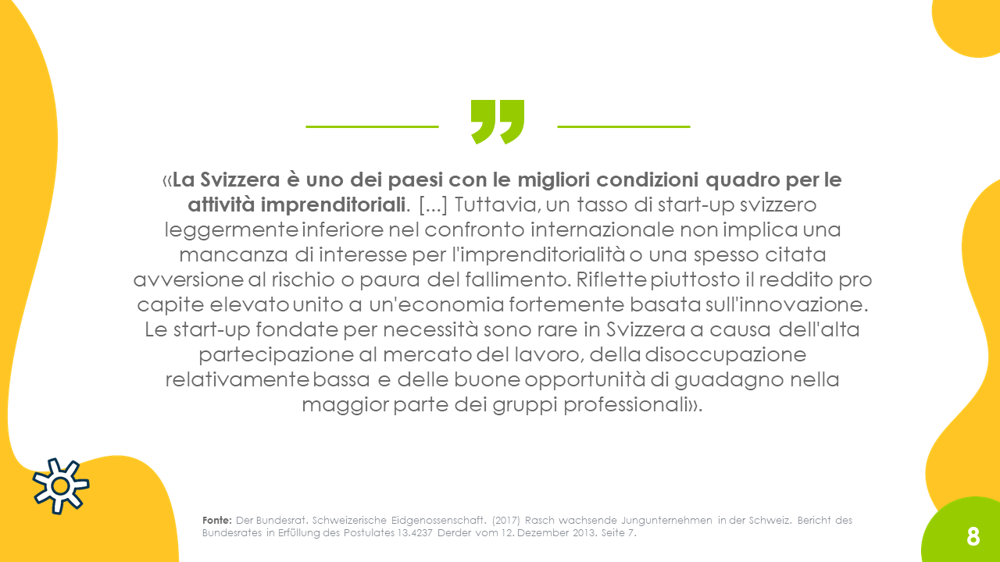 ”
«La Svizzera è uno dei paesi con le migliori condizioni quadro per le
attività imprenditoriali. [...] Tuttavia, un tasso di start-up svizzero
leggermente inferiore nel confronto internazionale non implica una
mancanza di interesse per l'imprenditorialità o una spesso citata
avversione al rischio o paura del fallimento. Riflette piuttosto il reddito pro
capite elevato unito a un'economia fortemente basata sull'innovazione.
Le start-up fondate per necessità sono rare in Svizzera a causa dell'alta
partecipazione al mercato del lavoro, della disoccupazione
relativamente bassa e delle buone opportunità di guadagno nella
maggior parte dei gruppi professionali».
Fonte: Der Bundesrat. Schweizerische Eidgenossenschaft. (2017) Rasch wachsende Jungunternehmen in der Schweiz. Bericht des
Bundesrates in Erfüllung des Postulates 13.4237 Derder vom 12. Dezember 2013. Seite 7.
8